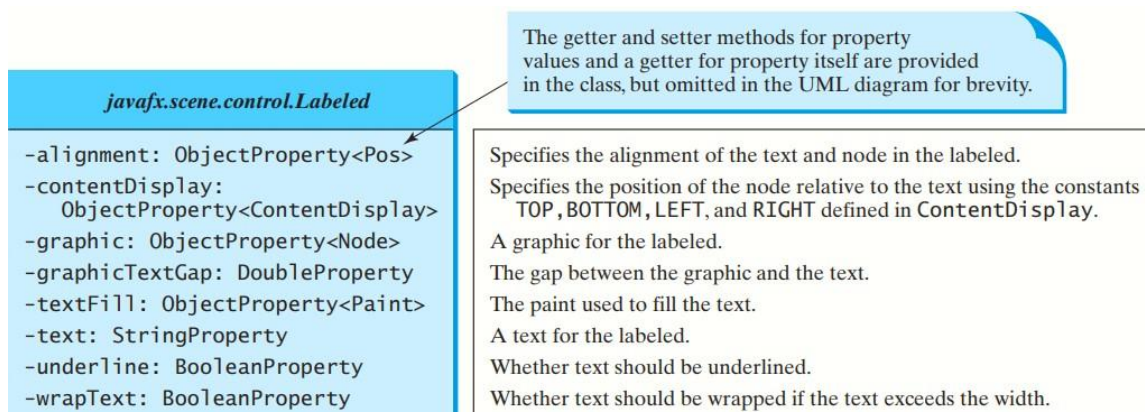 The getter and setter methods for property
values and a getter for property itself are provided
in the class, but omitted in the UML diagram for brevity.
javafx.scene.control.Labeled
-alignment: ObjectProperty<Pos>
Specifies the alignment of the text and node in the labeled.
-contentDisplay:
ObjectProperty<ContentDisplay>
Specifies the position of the node relative to the text using the constants
TOP, BOTTOM, LEFT, and RIGHT defined in ContentDisplay.
-graphic: ObjectProperty<Node>
A graphic for the labeled.
-graphicTextGap: DoubleProperty
The gap between the graphic and the text.
-textFill: ObjectProperty<Paint>
The paint used to fill the text.
-text: StringProperty
A text for the labeled.
-underline: BooleanProperty
Whether text should be underlined.
-wrapText: BooleanProperty
Whether text should be wrapped if the text exceeds the width.